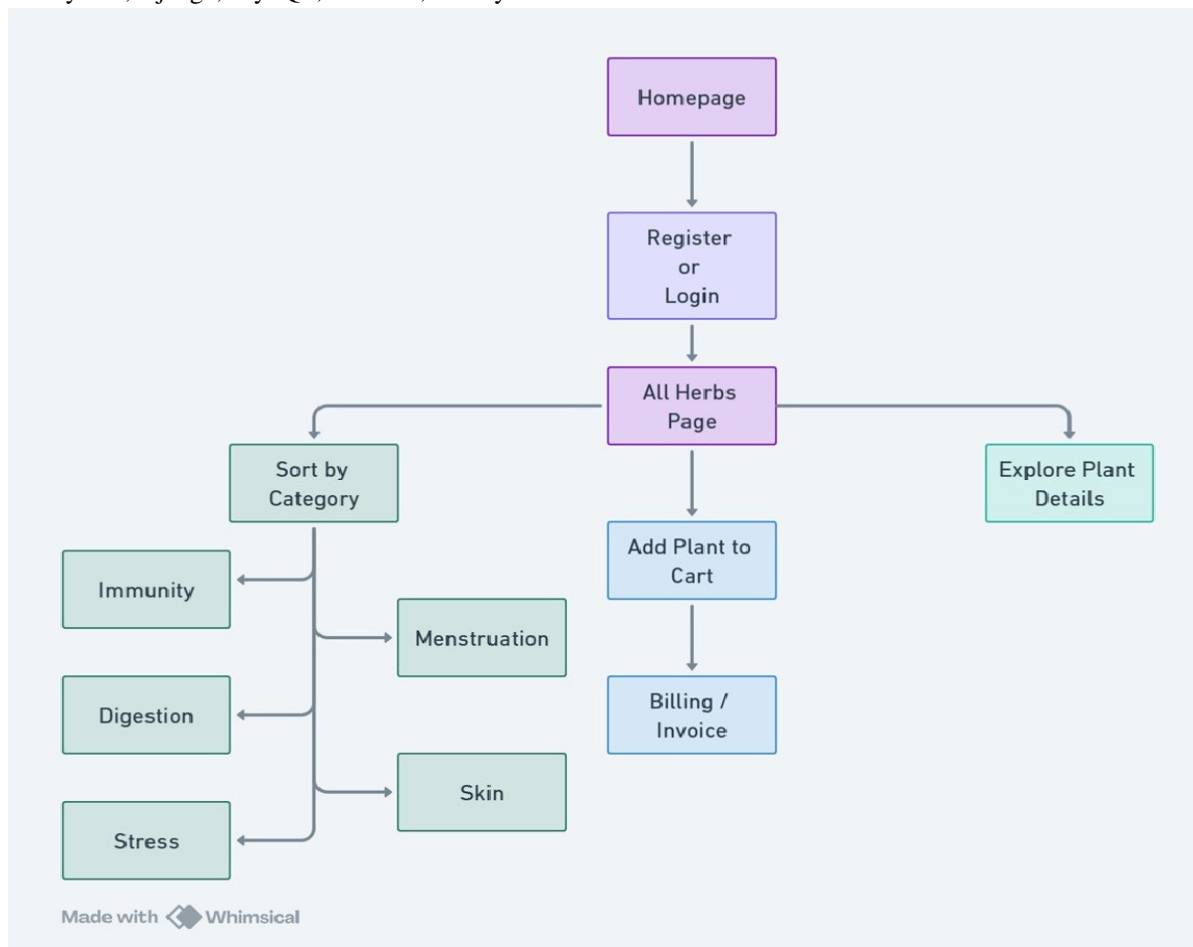 Homepage
Register
or
Login
All Herbs
Page
Sort by
Category
Explore Plant
Details
Add Plant to
Cart
Immunity
Menstruation
Digestion
Billing /
Invoice
Skin
Stress
Made with Whimsical